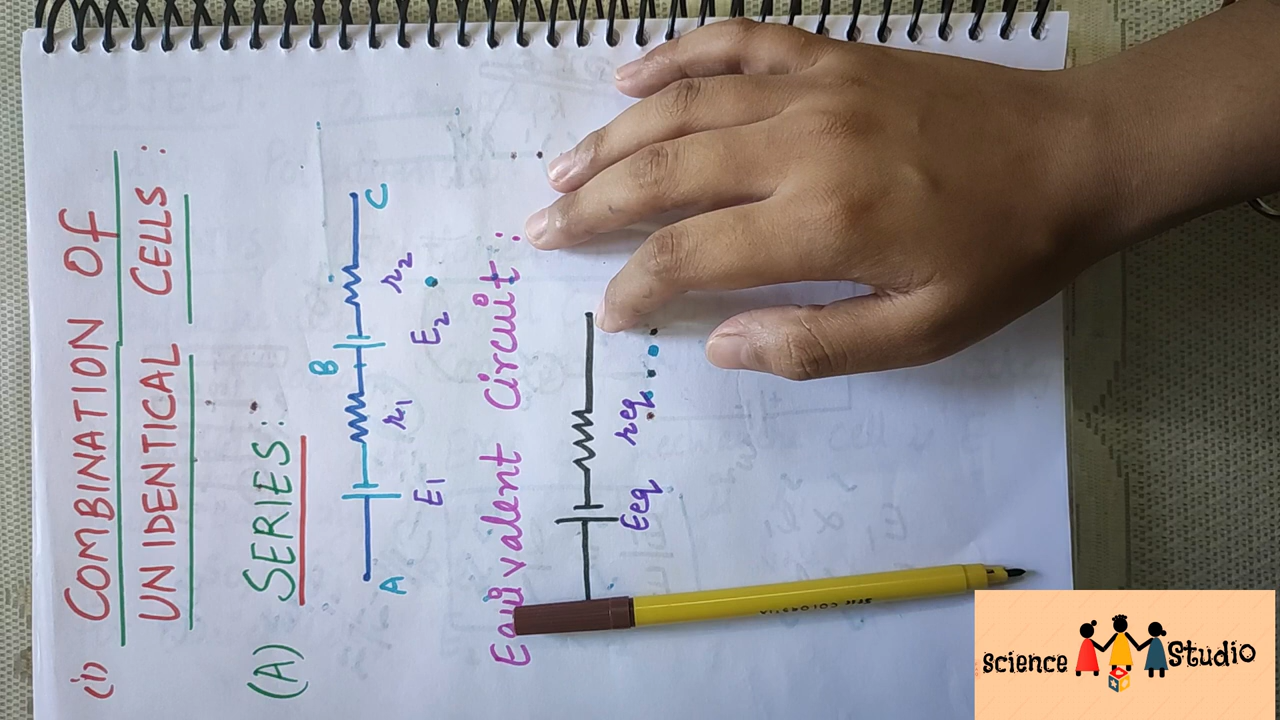 (i) COMBINATION Of
UNIDENTICAL CELLS :
(A) SERIES :
A B C
E1 r1 E2 r2
Equivalent Circuit :
Eeq req
Science Studio